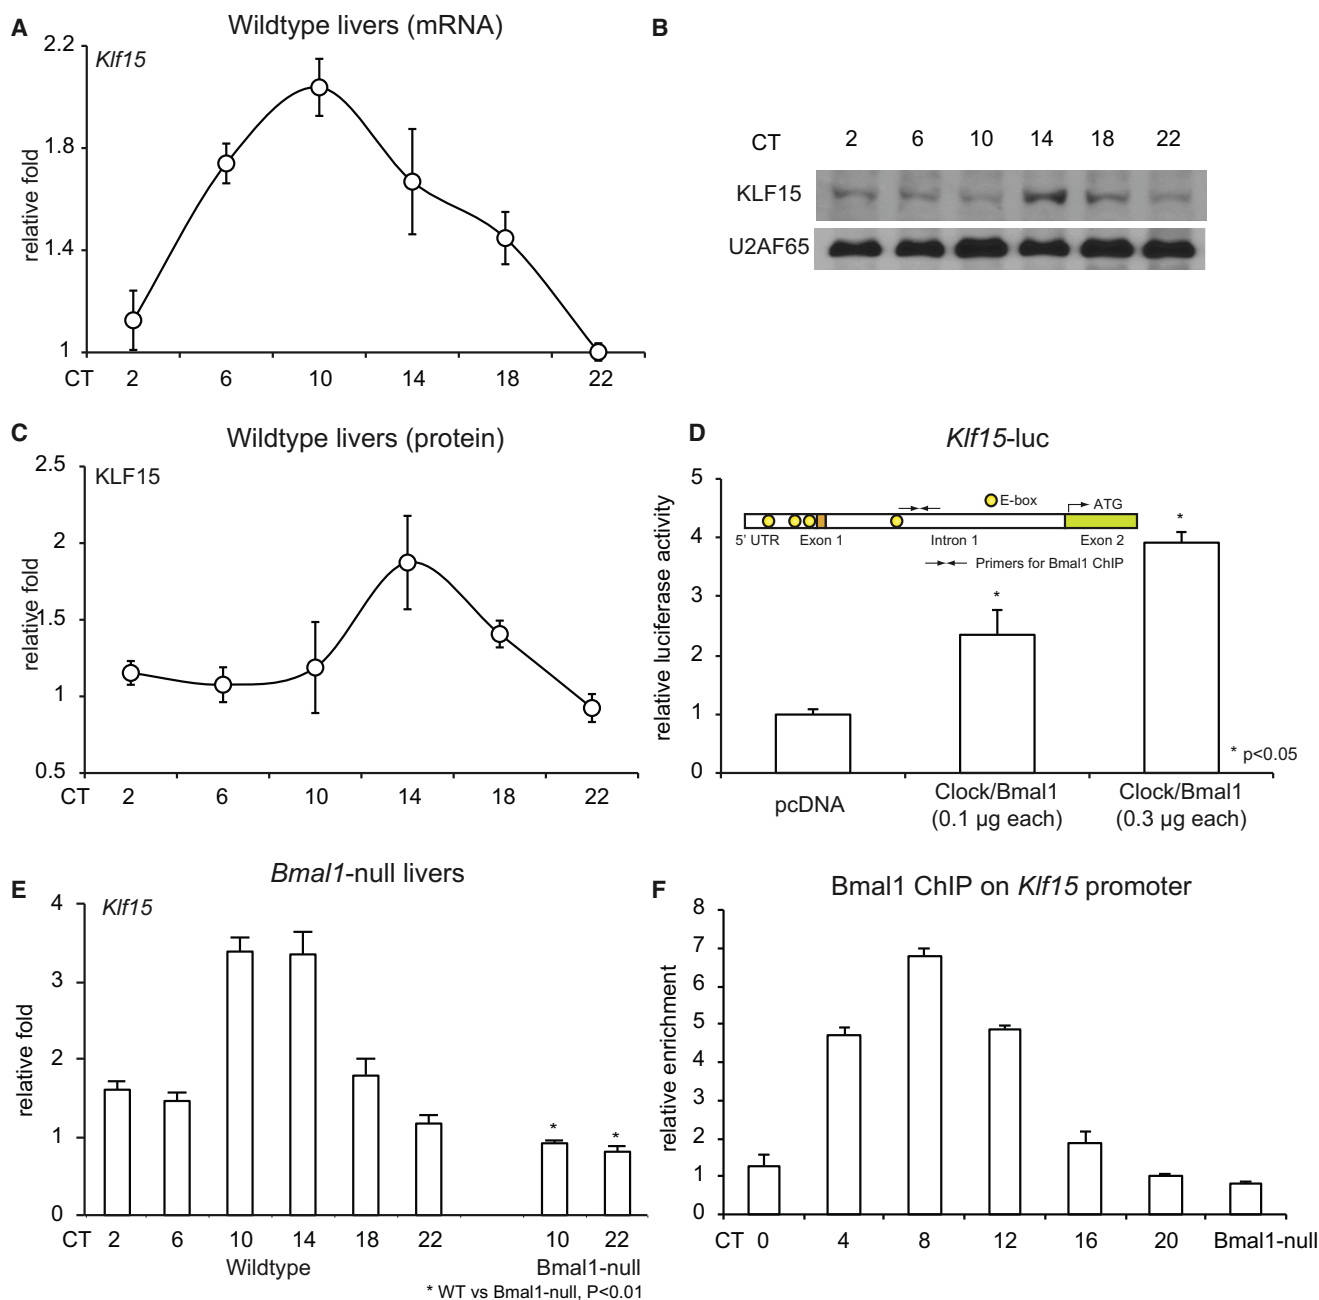 A
Wildtype livers (mRNA)
Klf15
relative fold
2.2
1.8
1.4
1
CT 2 6 10 14 18 22
B
CT 2 6 10 14 18 22
KLF15
U2AF65
C
Wildtype livers (protein)
KLF15
relative fold
2.5
2
1.5
1
0.5
CT 2 6 10 14 18 22
D
Klf15-luc
relative luciferase activity
5
4
3
2
1
0
E-box
ATG
5' UTR Exon 1 Intron 1 Exon 2
Primers for Bmal1 ChIP
*
*
* p<0.05
pcDNA
Clock/Bmal1
(0.1 µg each)
Clock/Bmal1
(0.3 µg each)
E
Bmal1-null livers
Klf15
relative fold
4
3
2
1
0
* *
CT 2 6 10 14 18 22 10 22
Wildtype Bmal1-null
* WT vs Bmal1-null, P<0.01
F
Bmal1 ChIP on Klf15 promoter
relative enrichment
8
7
6
5
4
3
2
1
0
CT 0 4 8 12 16 20 Bmal1-null